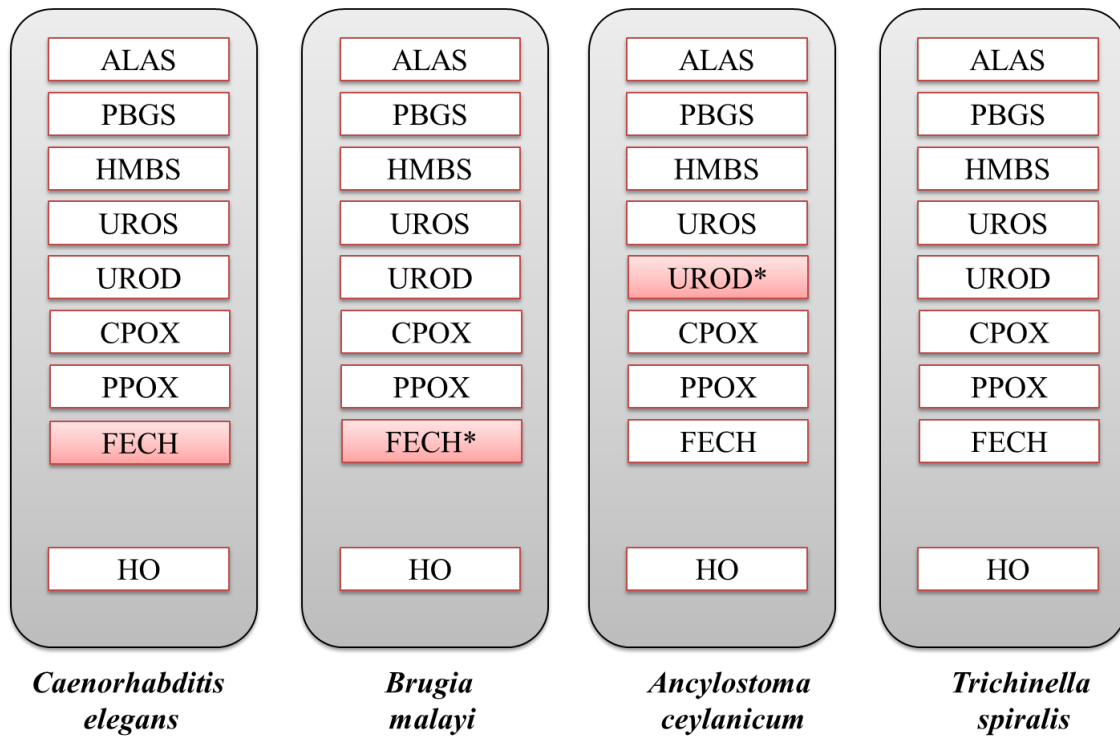 ALAS
PBGS
HMBS
UROS
UROD
CPOX
PPOX
FECH
HO
Caenorhabditis
elegans
ALAS
PBGS
HMBS
UROS
UROD
CPOX
PPOX
FECH*
HO
Brugia
malayi
ALAS
PBGS
HMBS
UROS
UROD*
CPOX
PPOX
FECH
HO
Ancylostoma
ceylanicum
ALAS
PBGS
HMBS
UROS
UROD
CPOX
PPOX
FECH
HO
Trichinella
spiralis